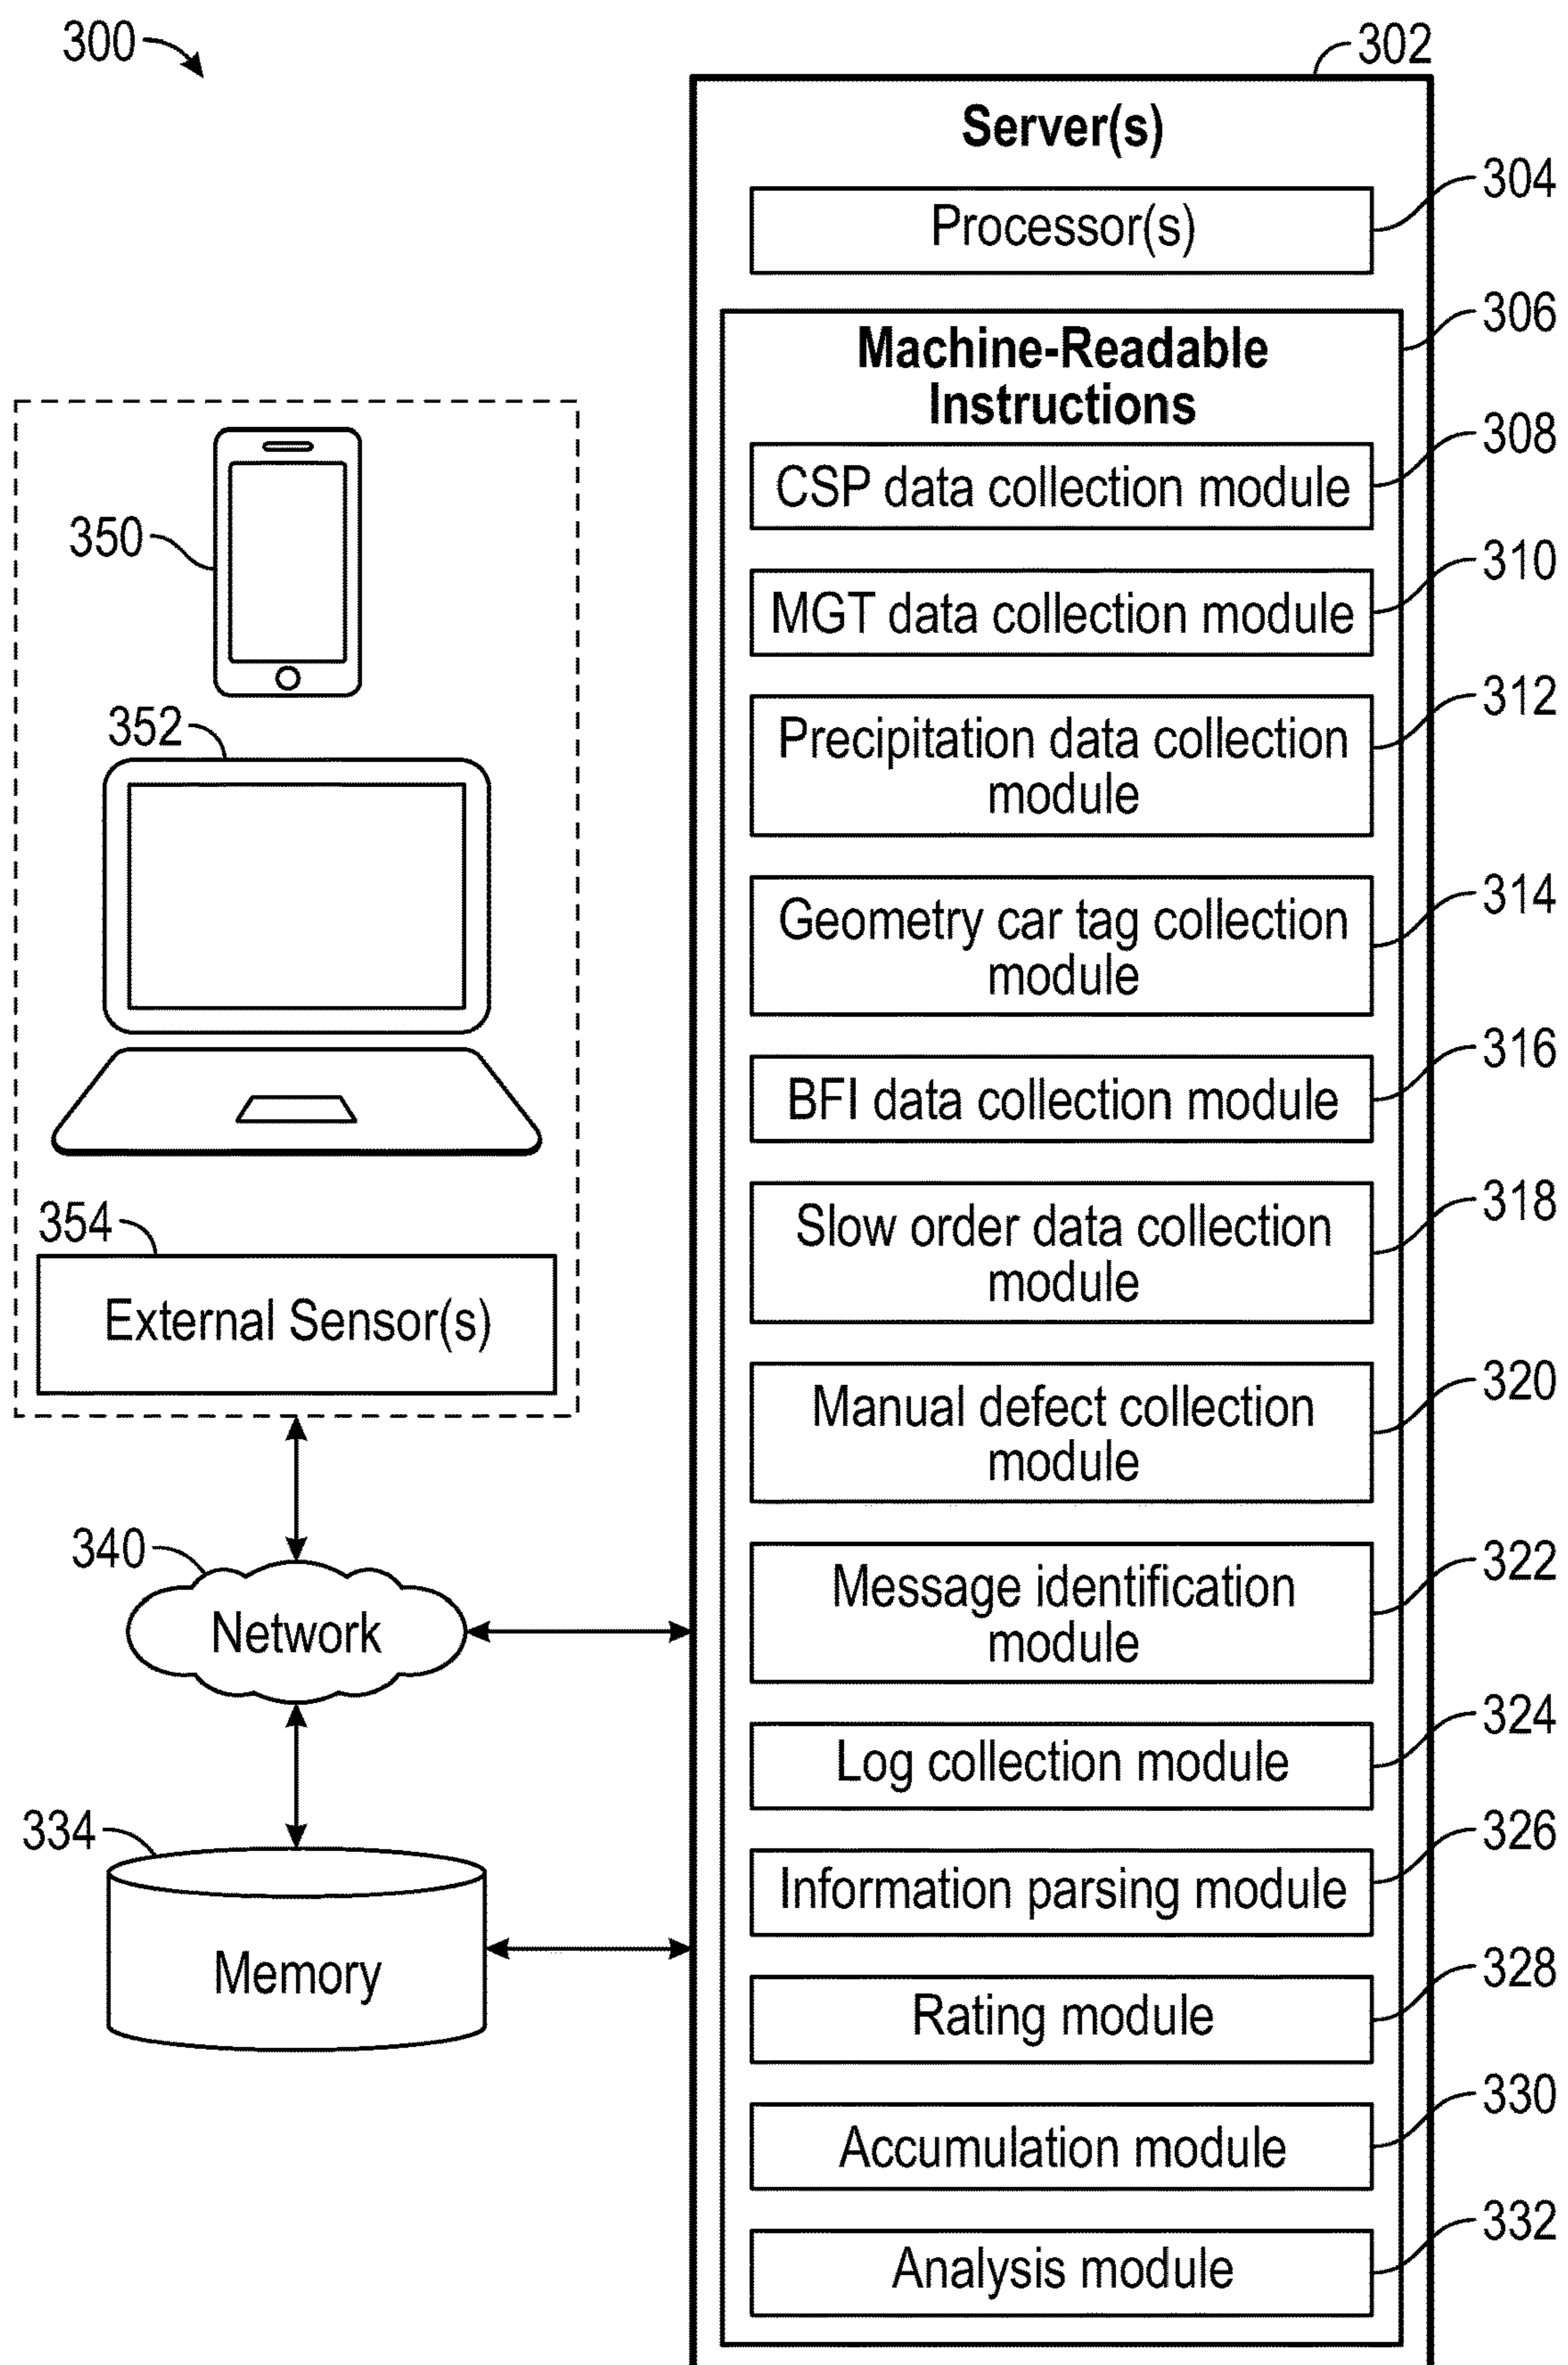 300
302
Server(s)
304
Processor(s)
306
Machine-Readable
Instructions
308
CSP data collection module
310
MGT data collection module
312
Precipitation data collection
module
314
Geometry car tag collection
module
316
BFI data collection module
318
Slow order data collection
module
320
Manual defect collection
module
322
Message identification
module
324
Log collection module
326
Information parsing module
328
Rating module
330
Accumulation module
332
Analysis module
350
352
354
External Sensor(s)
340
Network
334
Memory